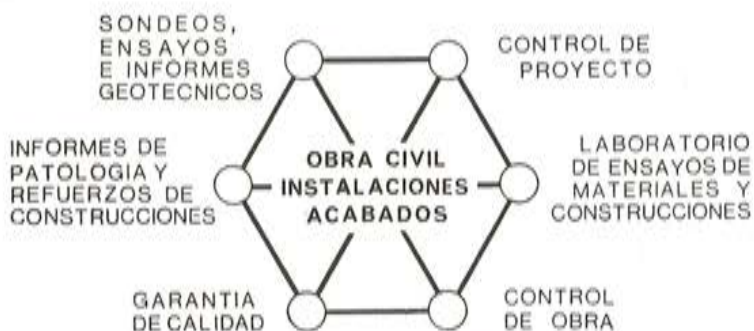 SONDEOS,
ENSAYOS
E INFORMES
GEOTECNICOS
CONTROL DE
PROYECTO
INFORMES DE
PATOLOGIA Y
REFUERZOS DE
CONSTRUCCIONES
OBRA CIVIL
INSTALACIONES
ACABADOS
LABORATORIO
DE ENSAYOS DE
MATERIALES Y
CONSTRUCCIONES
GARANTIA
DE CALIDAD
CONTROL
DE OBRA